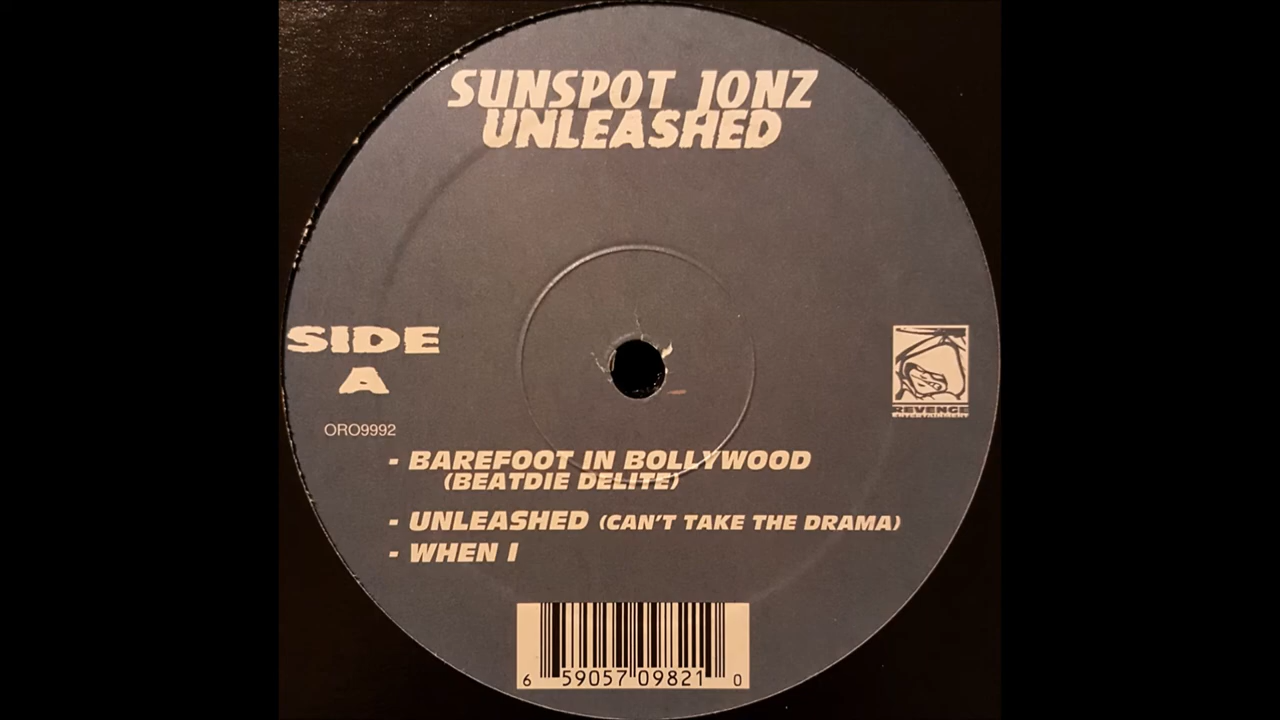 SUNSPOT JONZ
UNLEASHED
SIDE
A
ORO9992
REVENGE
- BAREFOOT IN BOLLYWOOD
(BEATDIE DELITE)
- UNLEASHED (CAN'T TAKE THE DRAMA)
- WHEN I
6 59057 09821 0